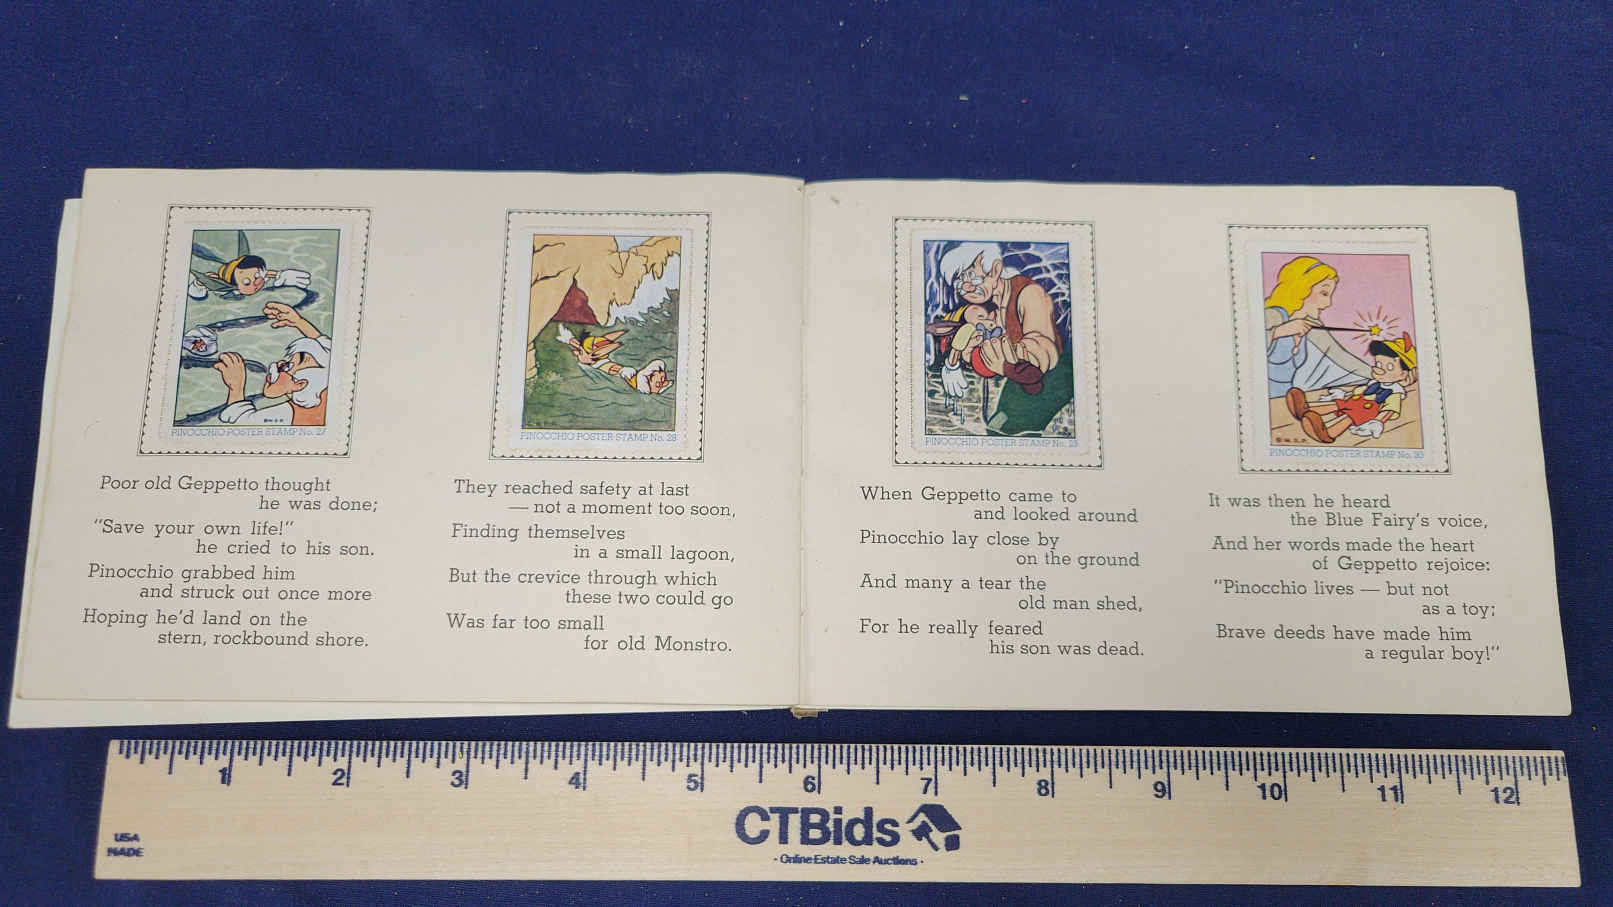 PINOCCHIO POSTER STAMP No. 27
Poor old Geppetto thought
he was done;
"Save your own life!"
he cried to his son.
Pinocchio grabbed him
and struck out once more
Hoping he'd land on the
stern, rockbound shore.
PINOCCHIO POSTER STAMP No. 28
They reached safety at last
— not a moment too soon,
Finding themselves
in a small lagoon,
But the crevice through which
these two could go
Was far too small
for old Monstro.
PINOCCHIO POSTER STAMP No.
When Geppetto came to
and looked around
Pinocchio lay close by
on the ground
And many a tear the
old man shed,
For he really feared
his son was dead.
© W. D. P.
PINOCCHIO POSTER STAMP No. 30
It was then he heard
the Blue Fairy's voice,
And her words made the heart
of Geppetto rejoice:
"Pinocchio lives — but not
as a toy;
Brave deeds have made him
a regular boy!"
1 2 3 4 5 6 7 8 9 10 11 12
CTBids
- Online Estate Sale Auctions -
USA
MADE